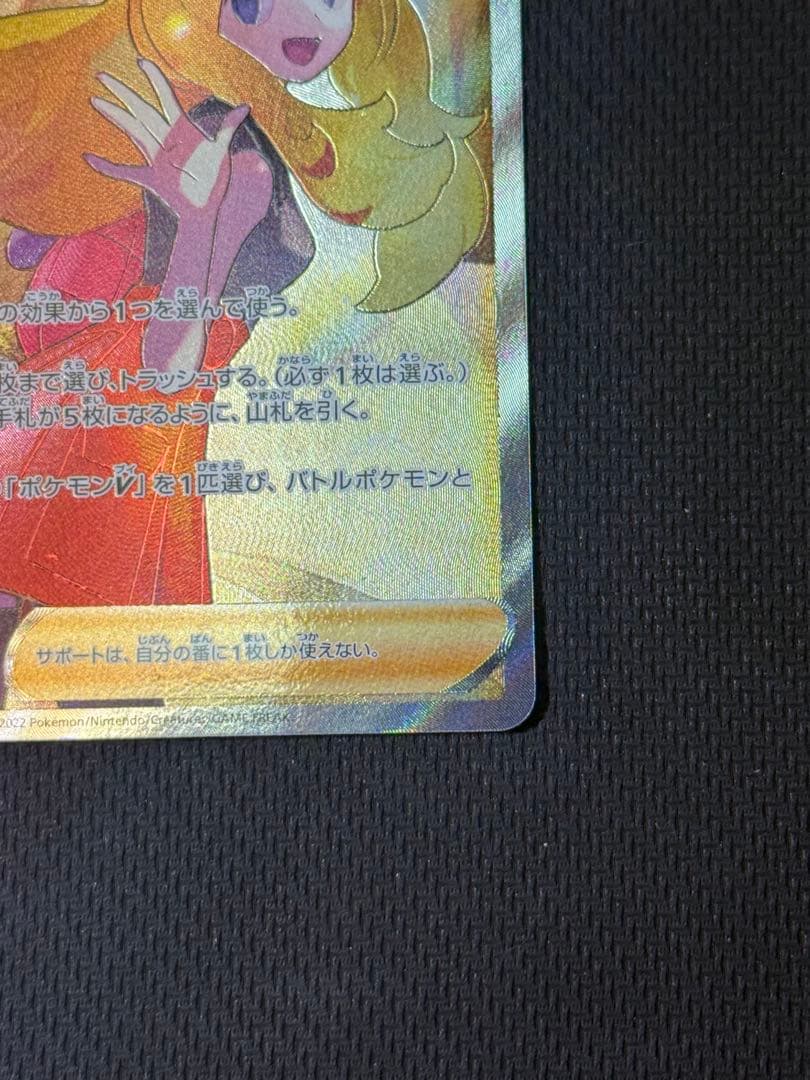 の効果から1つを選んで使う。
枚まで選び、トラッシュする。(必ず1枚は選ぶ。)
手札が5枚になるように、山札を引く。
「ポケモンV」を1匹選び、バトルポケモンと
サポートは、自分の番に1枚しか使えない。
2022 Pokémon/Nintendo/Creatures/GAME FREAK